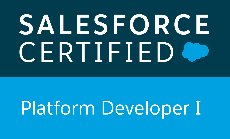 SALESFORCE
CERTIFIED
Platform Developer I